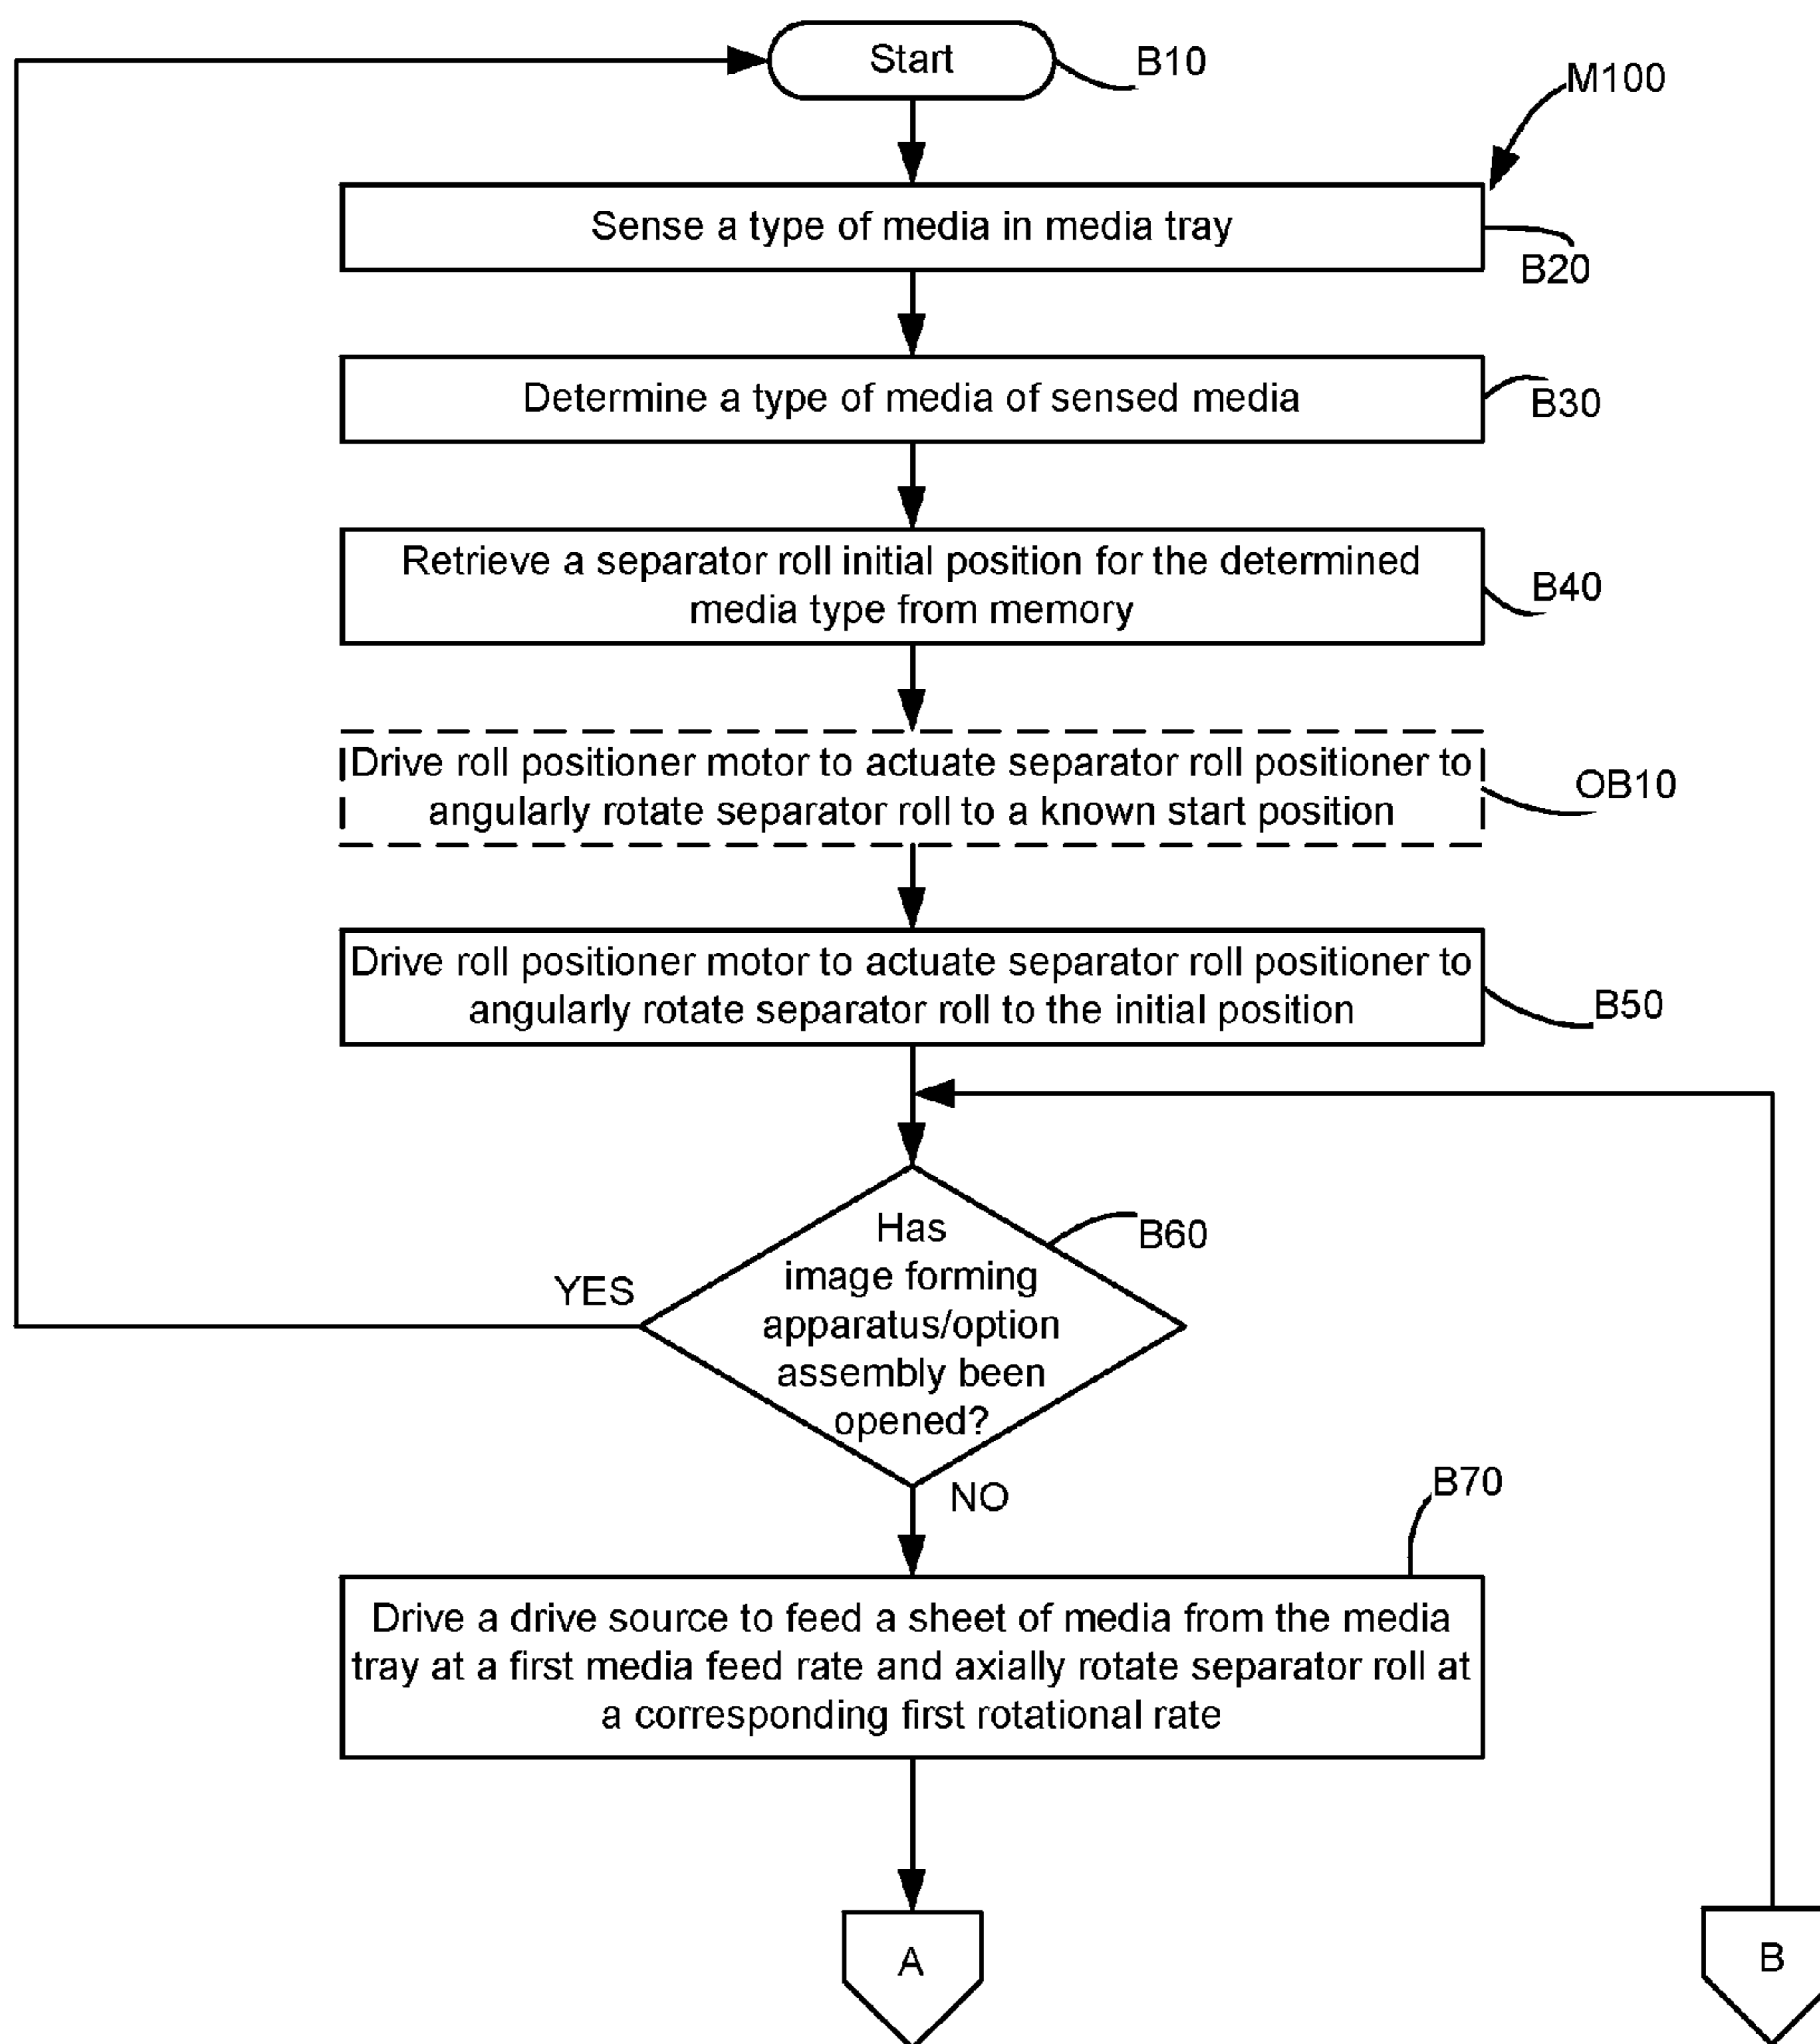 Start
B10
M100
Sense a type of media in media tray
B20
Determine a type of media of sensed media
B30
Retrieve a separator roll initial position for the determined
media type from memory
B40
Drive roll positioner motor to actuate separator roll positioner to
angularly rotate separator roll to a known start position
OB10
Drive roll positioner motor to actuate separator roll positioner to
angularly rotate separator roll to the initial position
B50
Has
image forming
apparatus/option
assembly been
opened?
B60
YES
NO
B70
Drive a drive source to feed a sheet of media from the media
tray at a first media feed rate and axially rotate separator roll at
a corresponding first rotational rate
A
B